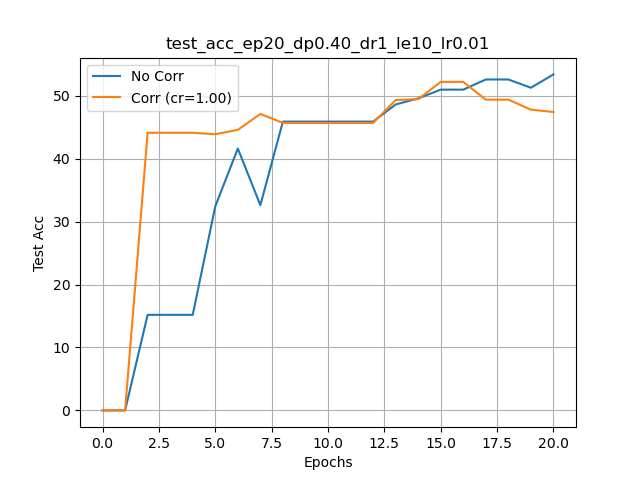 test_acc_ep20_dp0.40_dr1_le10_lr0.01
No Corr
Corr (cr=1.00)
Test Acc
50
40
30
20
10
0
0.0 2.5 5.0 7.5 10.0 12.5 15.0 17.5 20.0
Epochs